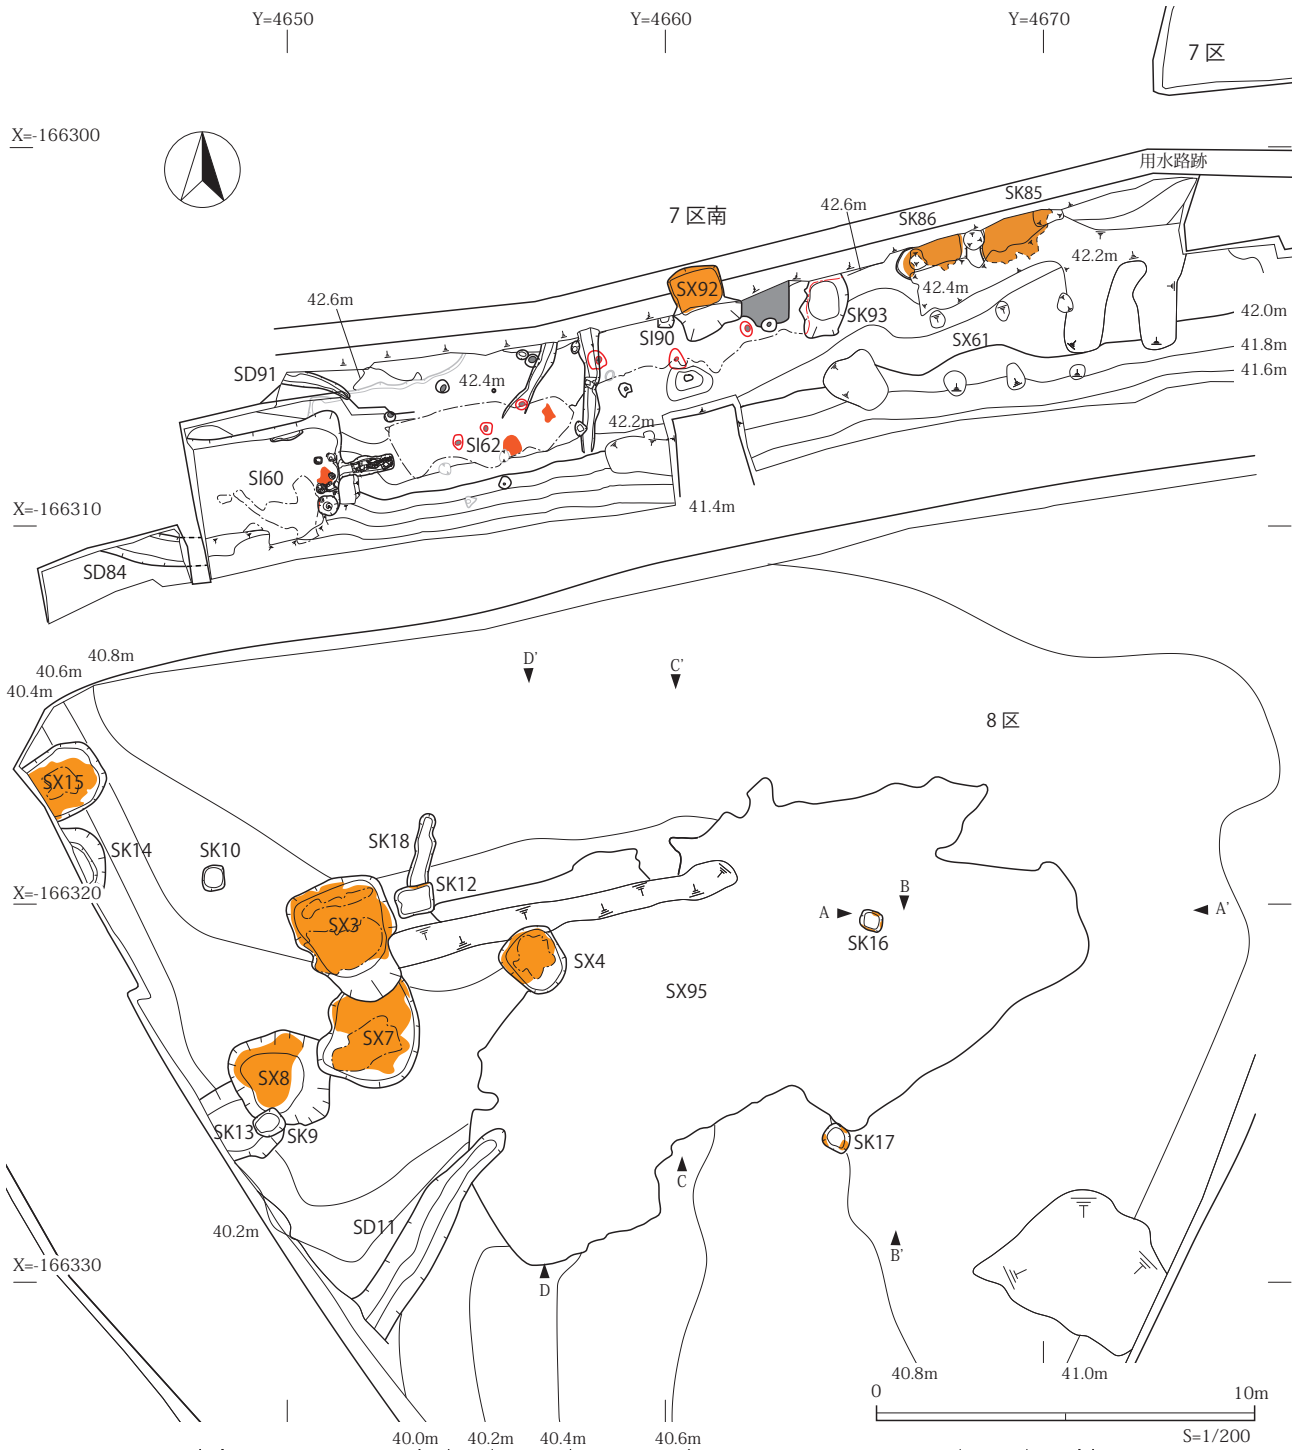 Y=4650
Y=4660
Y=4670
7 区
X=-166300
用水路跡
SK85
7 区南
42.6m
SK86
42.2m
SX92
42.4m
42.6m
SK93
42.0m
SI90
SX61
41.8m
SD91
42.4m
41.6m
42.2m
SI62
SI60
X=-166310
41.4m
SD84
40.8m
D'
C'
40.6m
40.4m
8 区
SX15
SK18
SK14
SK10
SK12
X=-166320
B
SX3
A
A'
SK16
SX4
SX95
SX7
SX8
SK13
SK9
SK17
C
SD11
40.2m
B'
X=-166330
D
40.8m
41.0m
0
10m
40.0m
40.2m
40.4m
40.6m
S=1/200